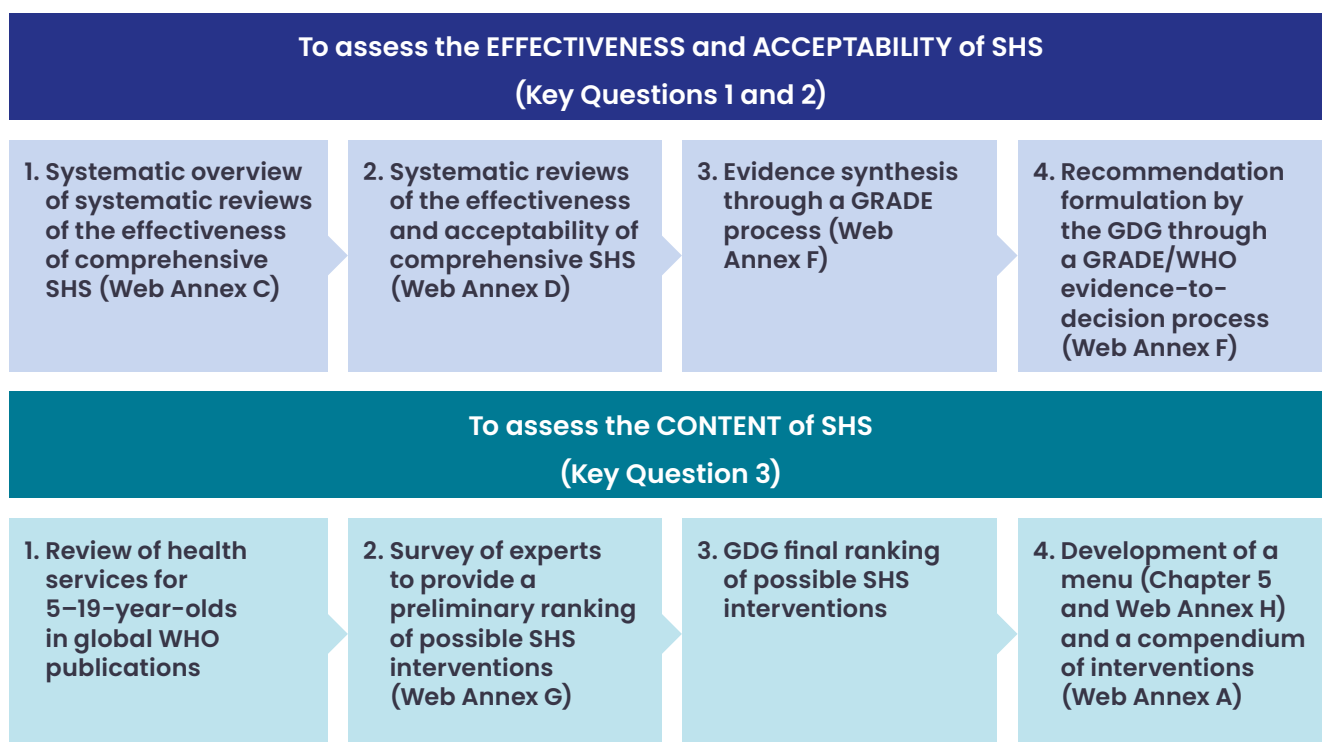 To assess the EFFECTIVENESS and ACCEPTABILITY of SHS
(Key Questions 1 and 2)
1. Systematic overview
of systematic reviews
of the effectiveness
of comprehensive
SHS (Web Annex C)
2. Systematic reviews
of the effectiveness
and acceptability of
comprehensive SHS
(Web Annex D)
3. Evidence synthesis
through a GRADE
process (Web
Annex F)
4. Recommendation
formulation by
the GDG through
a GRADE/WHO
evidence-to-
decision process
(Web Annex F)
To assess the CONTENT of SHS
(Key Question 3)
1. Review of health
services for
5–19-year-olds
in global WHO
publications
2. Survey of experts
to provide a
preliminary ranking
of possible SHS
interventions
(Web Annex G)
3. GDG final ranking
of possible SHS
interventions
4. Development of a
menu (Chapter 5
and Web Annex H)
and a compendium
of interventions
(Web Annex A)